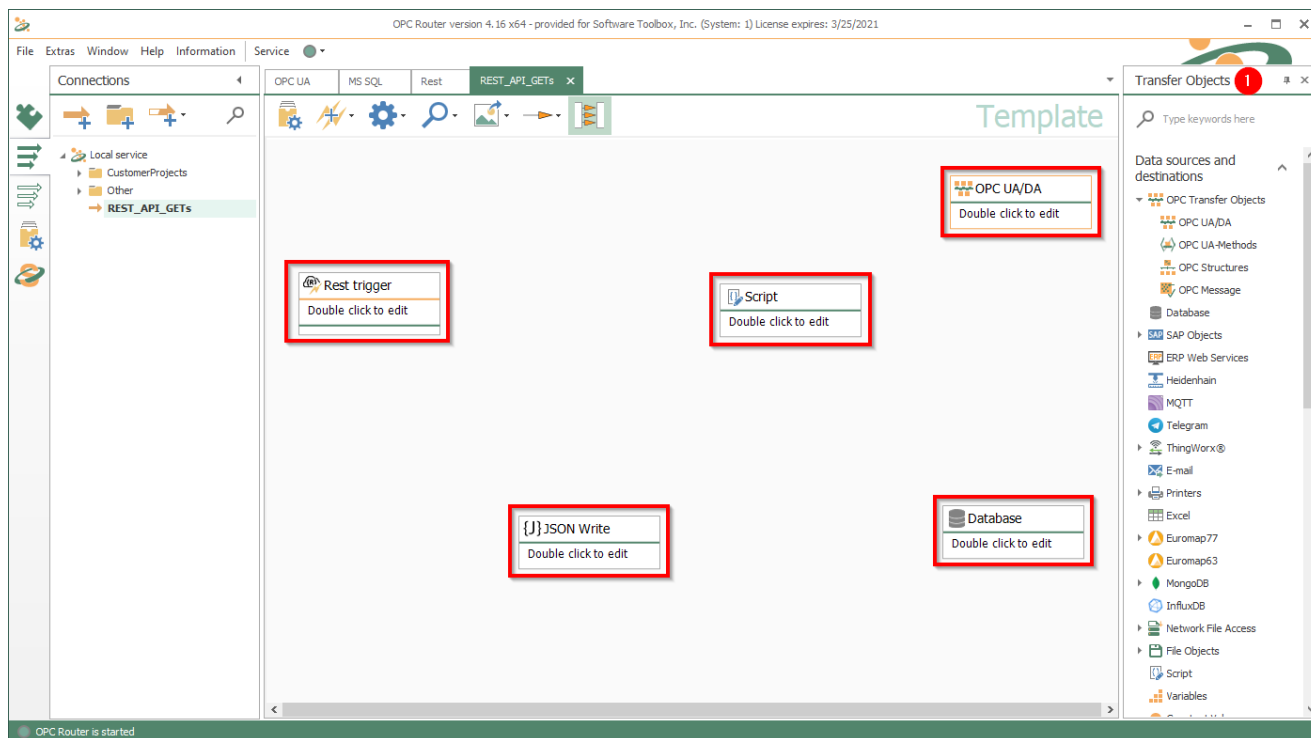 OPC Router version 4.16 x64 - provided for Software Toolbox, Inc. (System: 1) License expires: 3/25/2021
File Extras Window Help Information Service
Connections
OPC UA MS SQL Rest REST_API_GETs
Transfer Objects 1
Template
Type keywords here
Local service
CustomerProjects
Other
REST_API_GETs
OPC UA/DA
Double click to edit
Rest trigger
Double click to edit
Script
Double click to edit
{J} JSON Write
Double click to edit
Database
Double click to edit
Data sources and
destinations
OPC Transfer Objects
OPC UA/DA
OPC UA-Methods
OPC Structures
OPC Message
Database
SAP SAP Objects
ERP ERP Web Services
Heidenhain
MQTT
Telegram
ThingWorx®
E-mail
Printers
Excel
Euromap77
Euromap63
MongoDB
InfluxDB
Network File Access
File Objects
Script
Variables
OPC Router is started